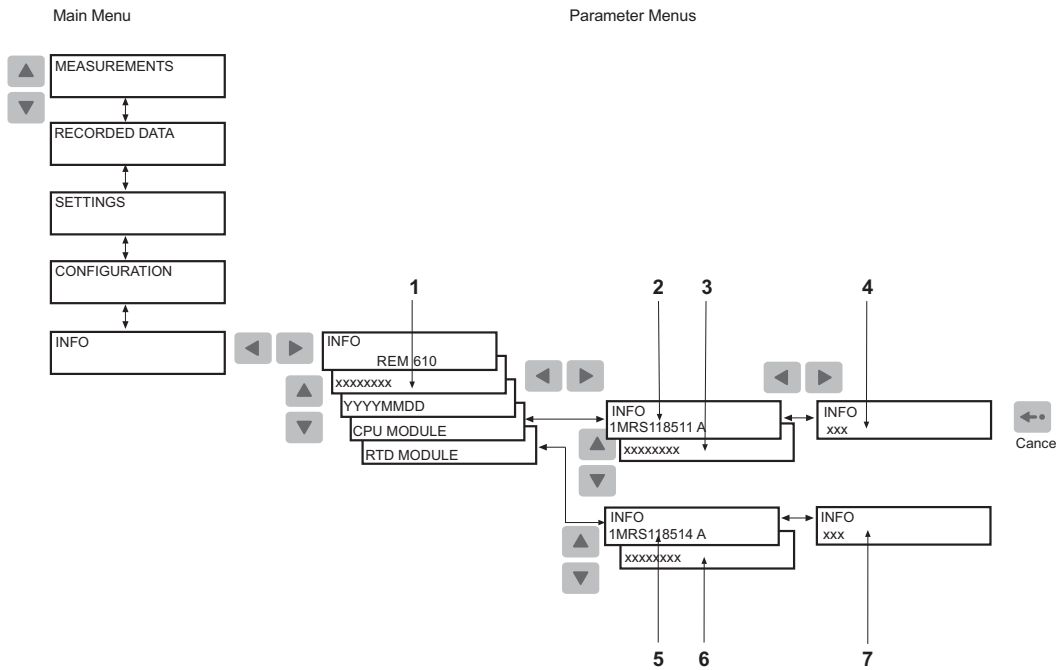 Main Menu
Parameter Menus
MEASUREMENTS
RECORDED DATA
SETTINGS
CONFIGURATION
INFO
1
2
3
4
INFO
REM 610
xxxxxxxx
YYYYMMDD
CPU MODULE
RTD MODULE
INFO
1MRS118511 A
xxxxxxxx
INFO
xxx
Cance
INFO
1MRS118514 A
xxxxxxxx
INFO
xxx
5
6
7